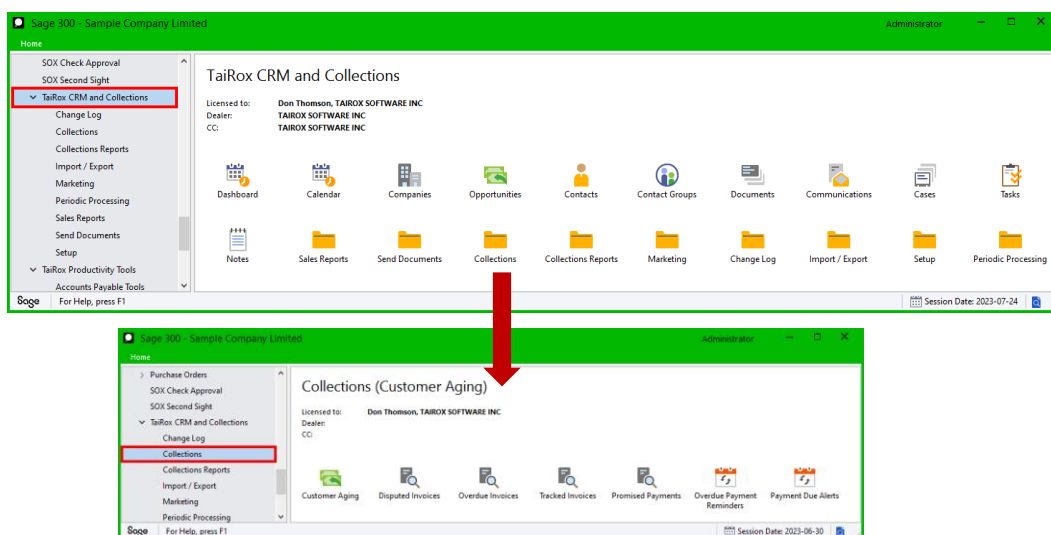 Sage 300 - Sample Company Limited Administrator
Home
SOX Check Approval
SOX Second Sight
TaiRox CRM and Collections
Change Log
Collections
Collections Reports
Import / Export
Marketing
Periodic Processing
Sales Reports
Send Documents
Setup
TaiRox Productivity Tools
Accounts Payable Tools
TaiRox CRM and Collections
Licensed to: Don Thomson, TAIROX SOFTWARE INC
Dealer: TAIROX SOFTWARE INC
CC: TAIROX SOFTWARE INC
Dashboard Calendar Companies Opportunities Contacts Contact Groups Documents Communications Cases Tasks
Notes Sales Reports Send Documents Collections Collections Reports Marketing Change Log Import / Export Setup Periodic Processing
Sage For Help, press F1 Session Date: 2023-07-24
Sage 300 - Sample Company Limited Administrator
Home
Purchase Orders
SOX Check Approval
SOX Second Sight
TaiRox CRM and Collections
Change Log
Collections
Collections Reports
Import / Export
Marketing
Periodic Processing
Collections (Customer Aging)
Licensed to: Don Thomson, TAIROX SOFTWARE INC
Dealer:
CC:
Customer Aging Disputed Invoices Overdue Invoices Tracked Invoices Promised Payments Overdue Payment Reminders Payment Due Alerts
Sage For Help, press F1 Session Date: 2023-06-30